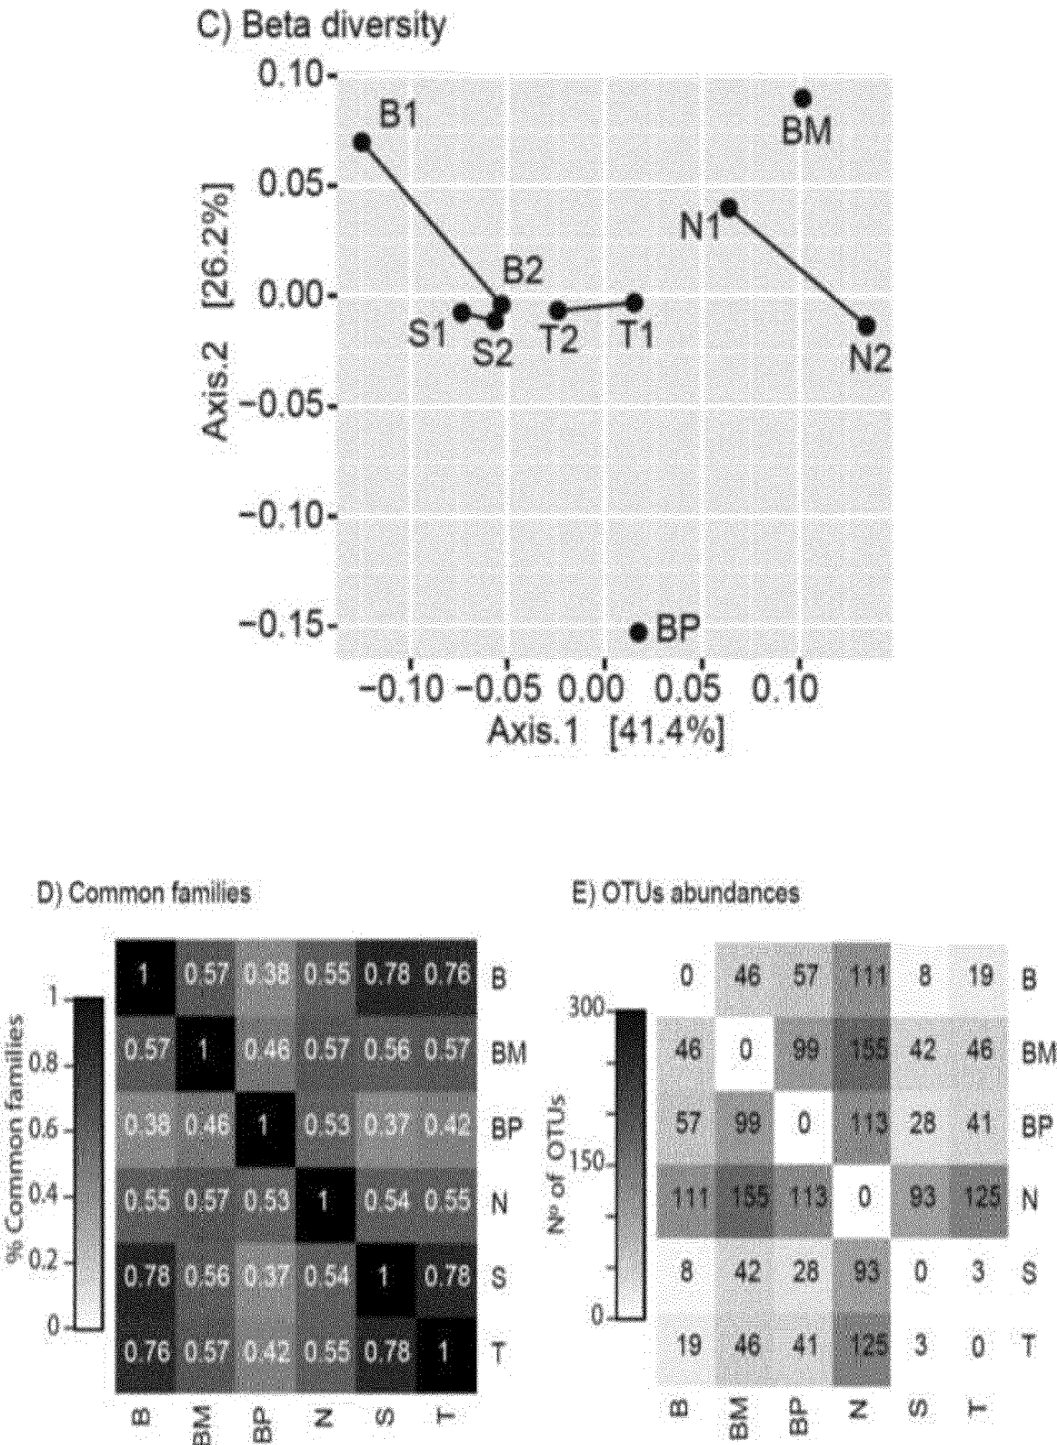 C) Beta diversity
0.10
0.05
0.00
−0.05
−0.10
−0.15
Axis.2 [26.2%]
B1
BM
N1
B2
S1
S2
T2
T1
N2
BP
−0.10 −0.05 0.00 0.05 0.10
Axis.1 [41.4%]
D) Common families
% Common families
1
0.8
0.6
0.4
0.2
0
1 0.57 0.38 0.55 0.78 0.76 B
0.57 1 0.46 0.57 0.56 0.57 BM
0.38 0.46 1 0.53 0.37 0.42 BP
0.55 0.57 0.53 1 0.54 0.55 N
0.78 0.56 0.37 0.54 1 0.78 S
0.76 0.57 0.42 0.55 0.78 1 T
B BM BP N S T
E) OTUs abundances
Nº of OTUs
300
150
0
0 46 57 111 8 19 B
46 0 99 155 42 46 BM
57 99 0 113 28 41 BP
111 155 113 0 93 125 N
8 42 28 93 0 3 S
19 46 41 125 3 0 T
B BM BP N S T